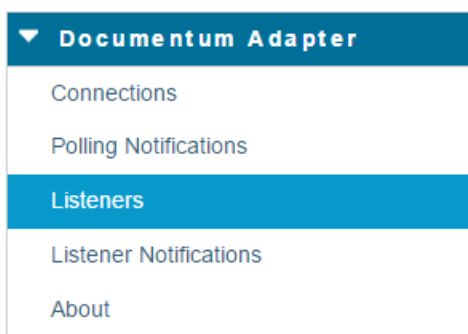 Documentum Adapter
Connections
Polling Notifications
Listeners
Listener Notifications
About